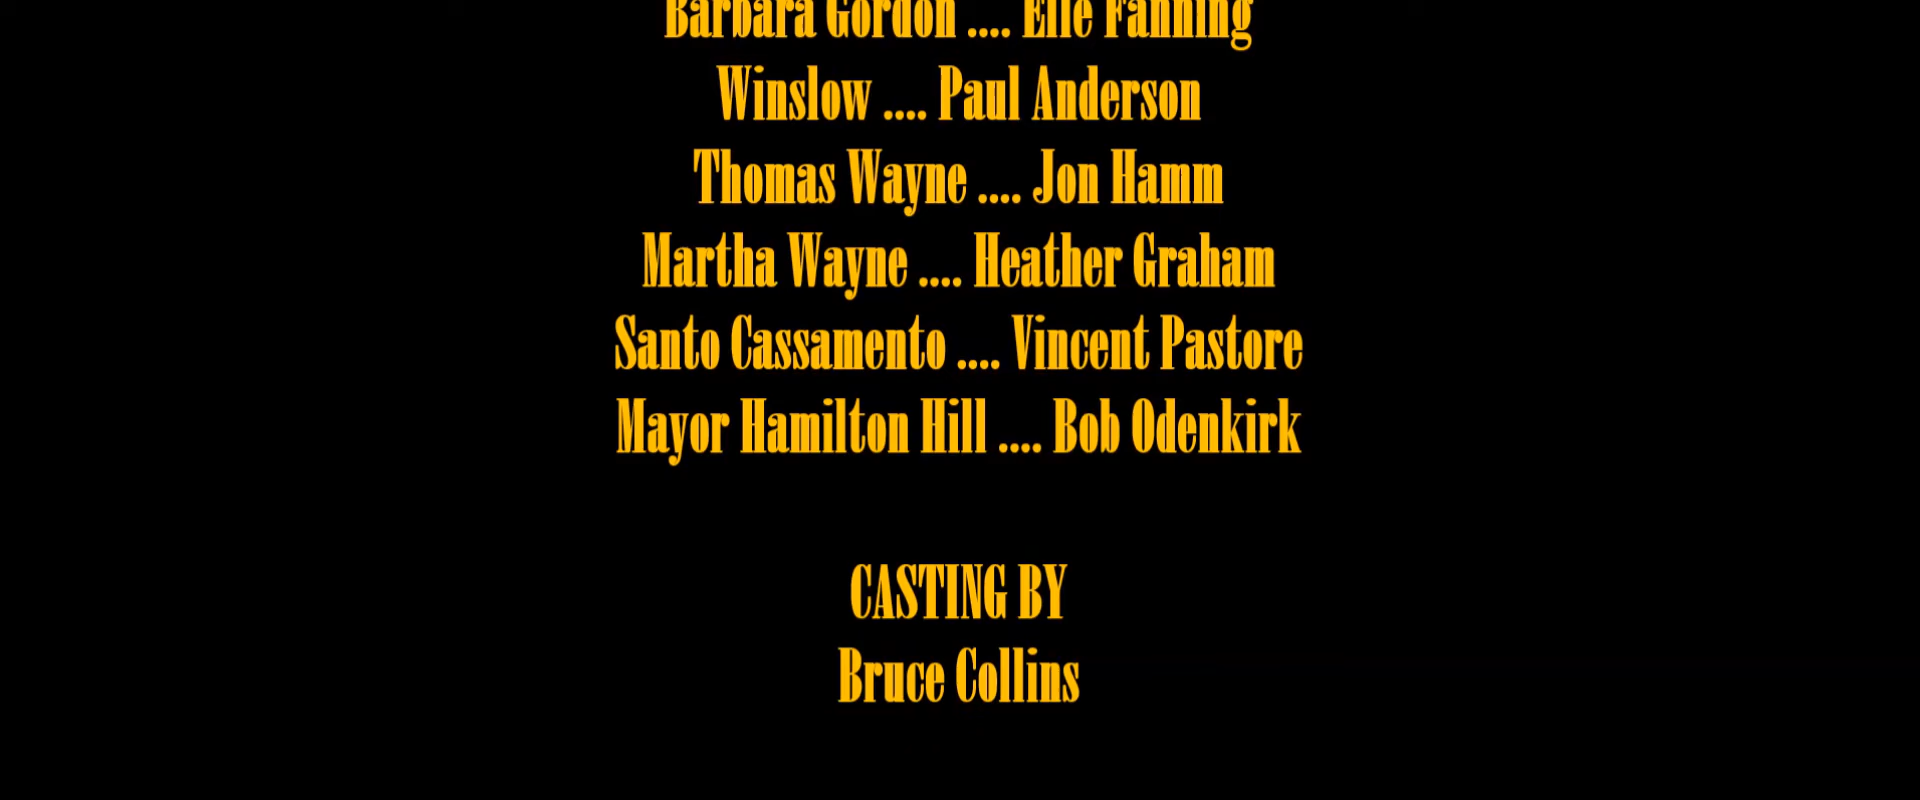 Barbara Gordon .... Elle Fanning
Winslow .... Paul Anderson
Thomas Wayne .... Jon Hamm
Martha Wayne .... Heather Graham
Santo Cassamento .... Vincent Pastore
Mayor Hamilton Hill .... Bob Odenkirk
CASTING BY
Bruce Collins